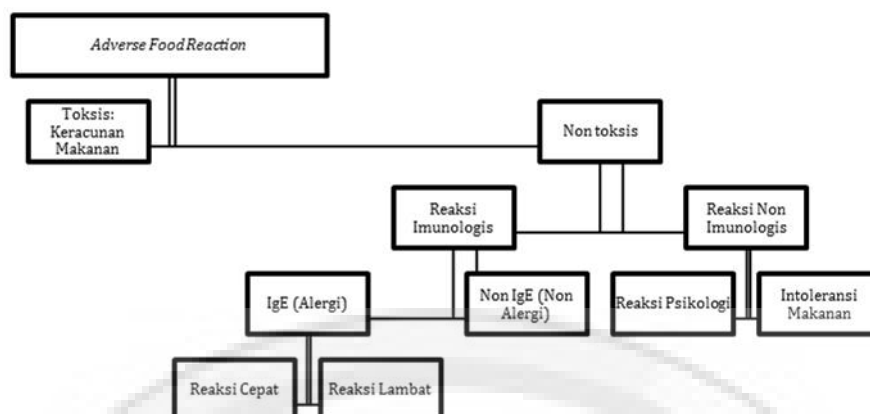 Adverse Food Reaction
Toksis:
Keracunan
Makanan
Non toksis
Reaksi
Imunologis
Reaksi Non
Imunologis
IgE (Alergi)
Non IgE (Non
Alergi)
Reaksi Psikologi
Intoleransi
Makanan
Reaksi Cepat
Reaksi Lambat